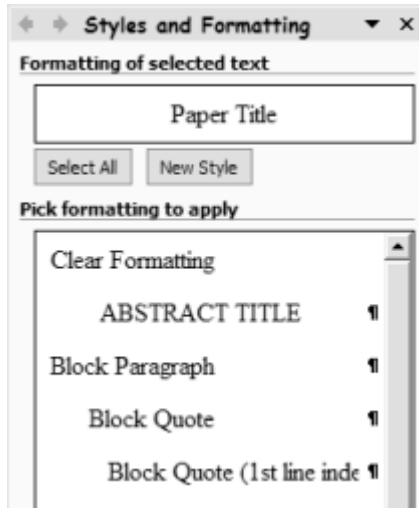 Styles and Formatting
Formatting of selected text
Paper Title
Select All New Style
Pick formatting to apply
Clear Formatting
ABSTRACT TITLE ¶
Block Paragraph ¶
Block Quote ¶
Block Quote (1st line inde ¶